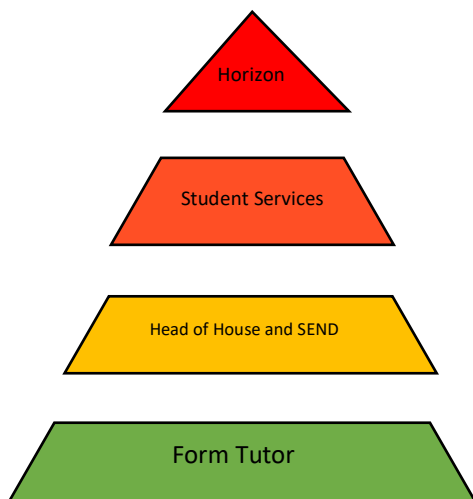 Horizon
Student Services
Head of House and SEND
Form Tutor